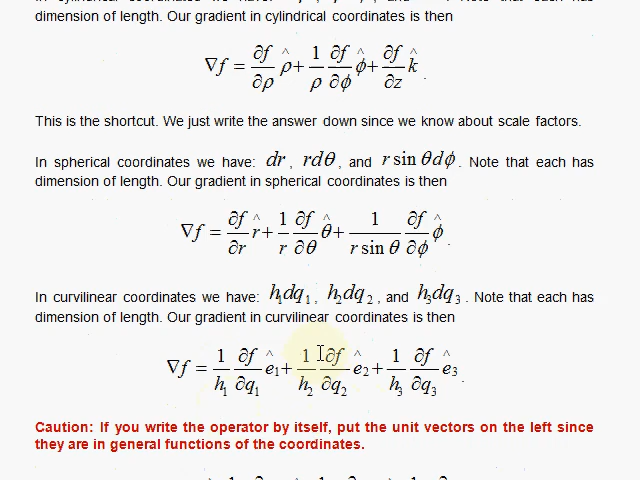 dimension of length. Our gradient in cylindrical coordinates is then
∇f = ∂f/∂ρ ρ̂ + 1/ρ ∂f/∂φ φ̂ + ∂f/∂z k̂ .
This is the shortcut. We just write the answer down since we know about scale factors.
In spherical coordinates we have: dr , rdθ , and r sin θdφ . Note that each has
dimension of length. Our gradient in spherical coordinates is then
∇f = ∂f/∂r r̂ + 1/r ∂f/∂θ θ̂ + 1/(r sin θ) ∂f/∂φ φ̂ .
In curvilinear coordinates we have: h₁dq₁ , h₂dq₂ , and h₃dq₃ . Note that each has
dimension of length. Our gradient in curvilinear coordinates is then
∇f = 1/h₁ ∂f/∂q₁ ê₁ + 1/h₂ ∂f/∂q₂ ê₂ + 1/h₃ ∂f/∂q₃ ê₃ .
Caution: If you write the operator by itself, put the unit vectors on the left since
they are in general functions of the coordinates.